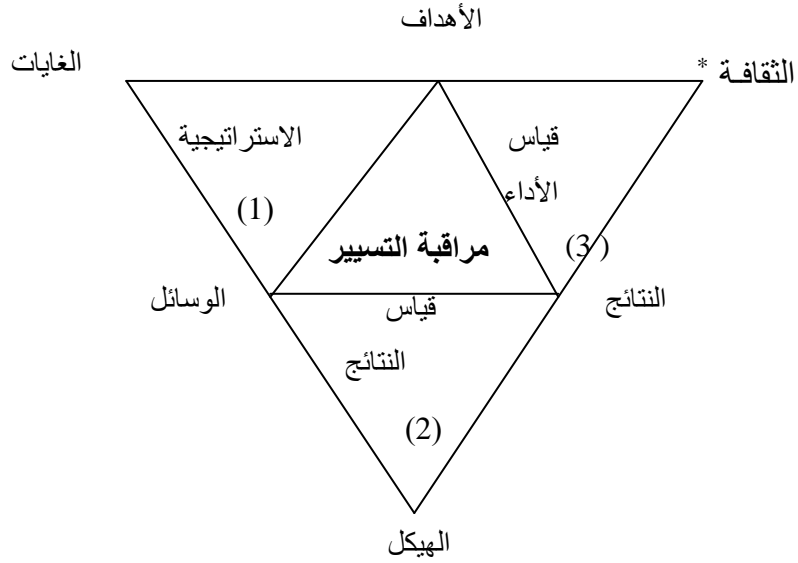 الأهداف
الثقافة *
الغايات
قياس
الأداء
الاستراتيجية
(3)
(1)
مراقبة التسيير
النتائج
الوسائل
قياس
النتائج
(2)
الهيكل